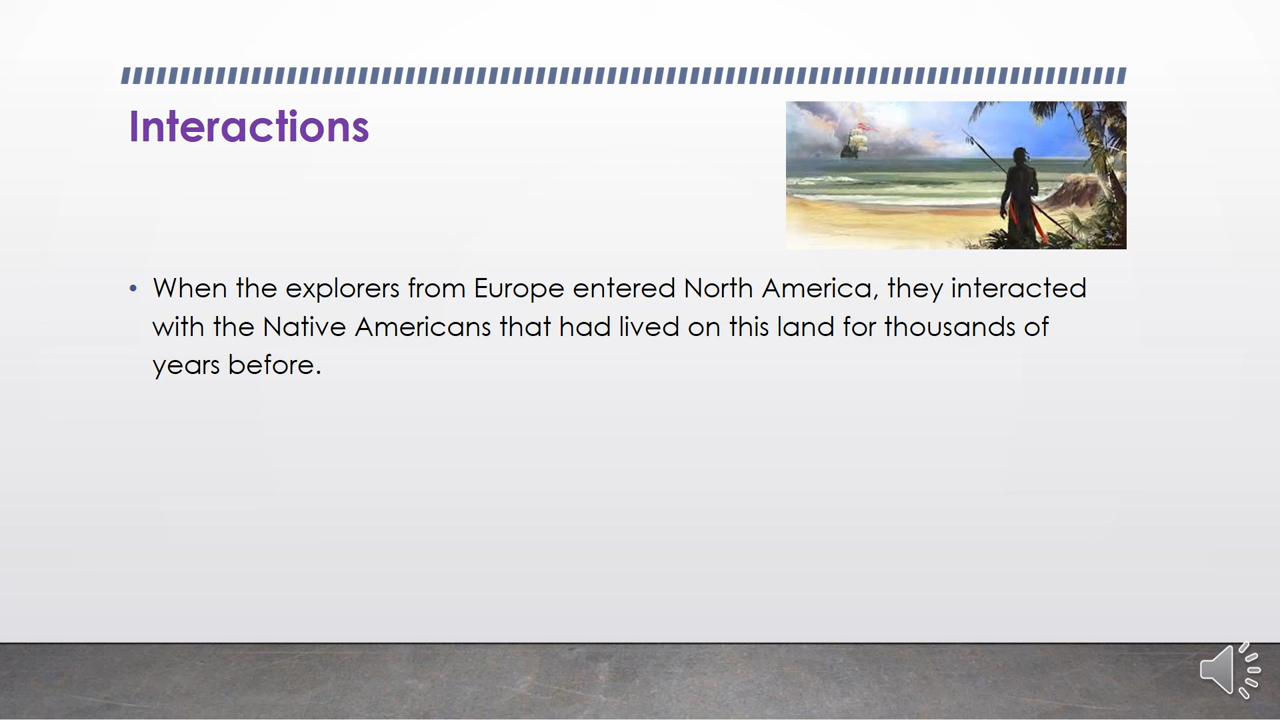 Interactions
• When the explorers from Europe entered North America, they interacted
with the Native Americans that had lived on this land for thousands of
years before.